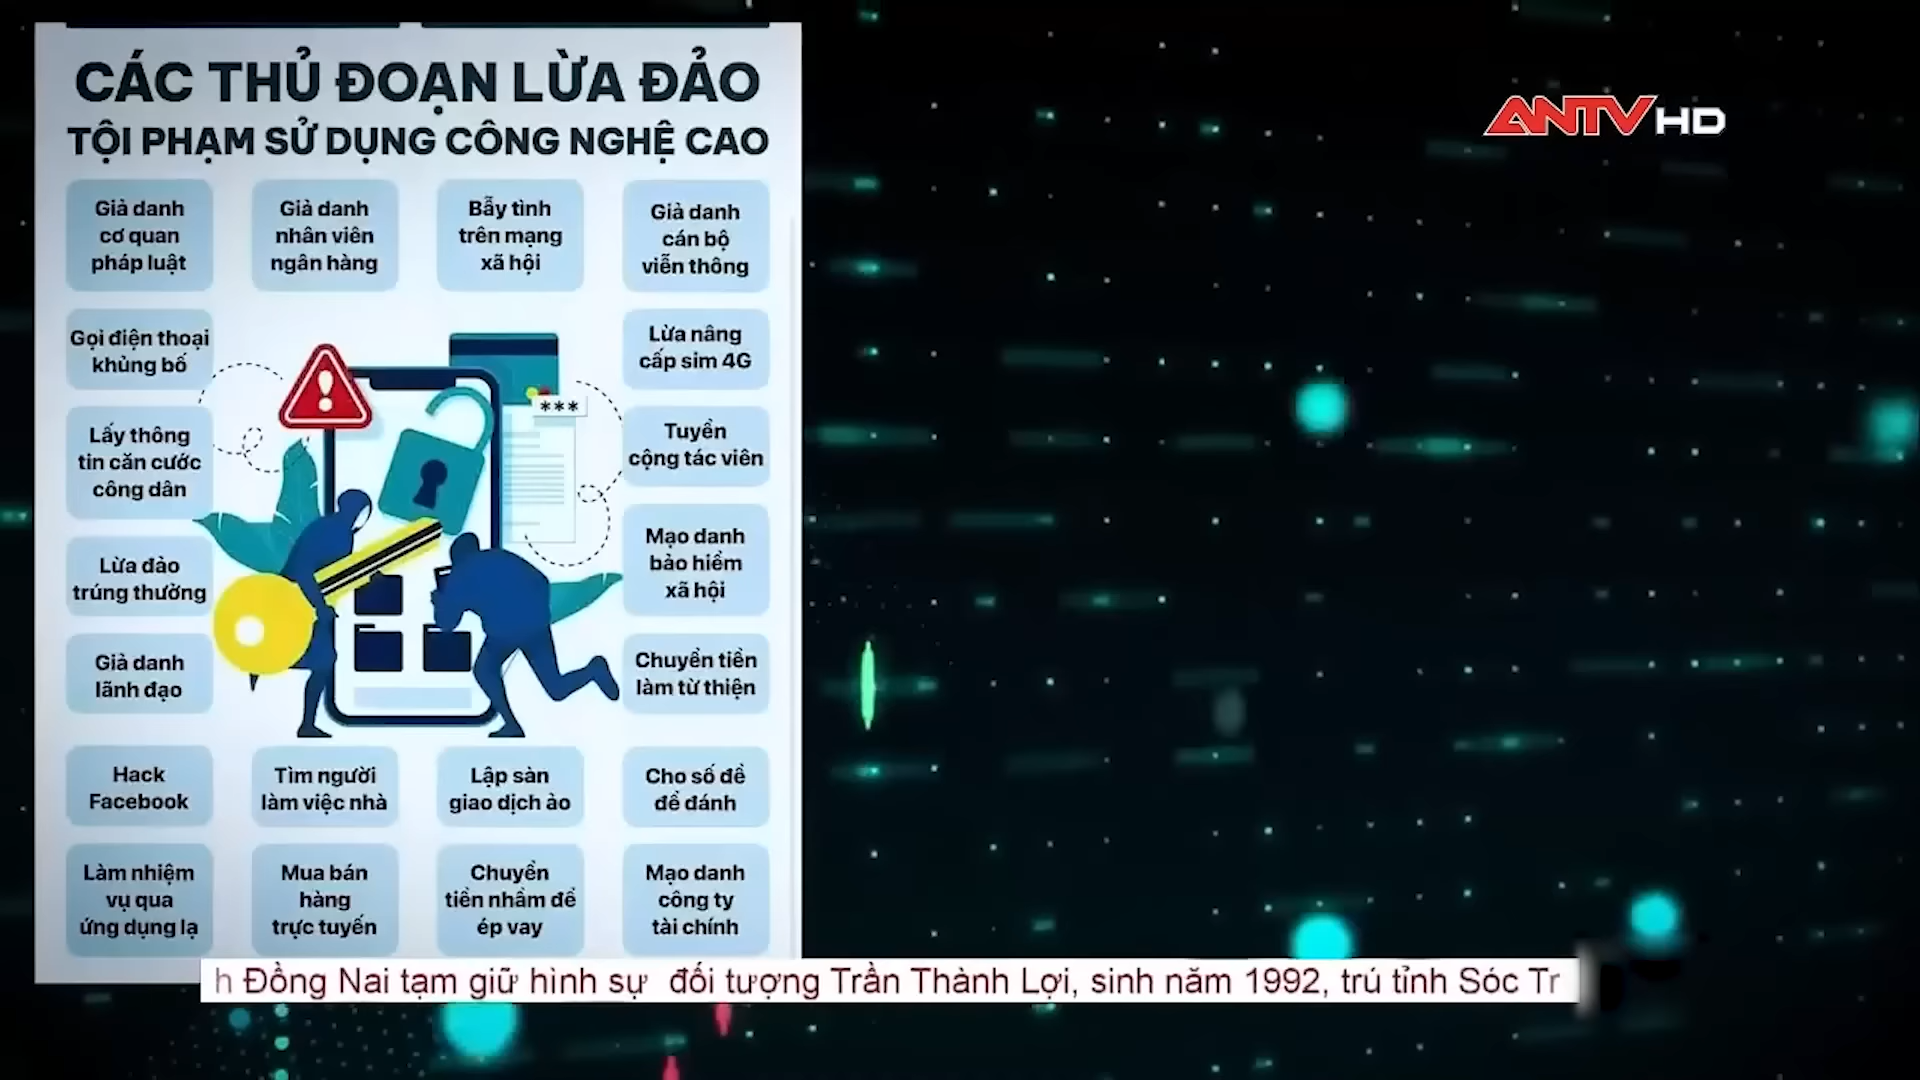 CÁC THỦ ĐOẠN LỪA ĐẢO
TỘI PHẠM SỬ DỤNG CÔNG NGHỆ CAO
Giả danh
cơ quan
pháp luật
Giả danh
nhân viên
ngân hàng
Bẫy tình
trên mạng
xã hội
Giả danh
cán bộ
viễn thông
Gọi điện thoại
khủng bố
Lừa nâng
cấp sim 4G
Lấy thông
tin căn cước
công dân
Tuyển
cộng tác viên
Lừa đảo
trúng thưởng
Mạo danh
bảo hiểm
xã hội
Giả danh
lãnh đạo
Chuyển tiền
làm từ thiện
Hack
Facebook
Tìm người
làm việc nhà
Lập sàn
giao dịch ảo
Cho số đề
để đánh
Làm nhiệm
vụ qua
ứng dụng lạ
Mua bán
hàng
trực tuyến
Chuyển
tiền nhầm để
ép vay
Mạo danh
công ty
tài chính
***
ANTV HD
h Đồng Nai tạm giữ hình sự đối tượng Trần Thành Lợi, sinh năm 1992, trú tỉnh Sóc Tr